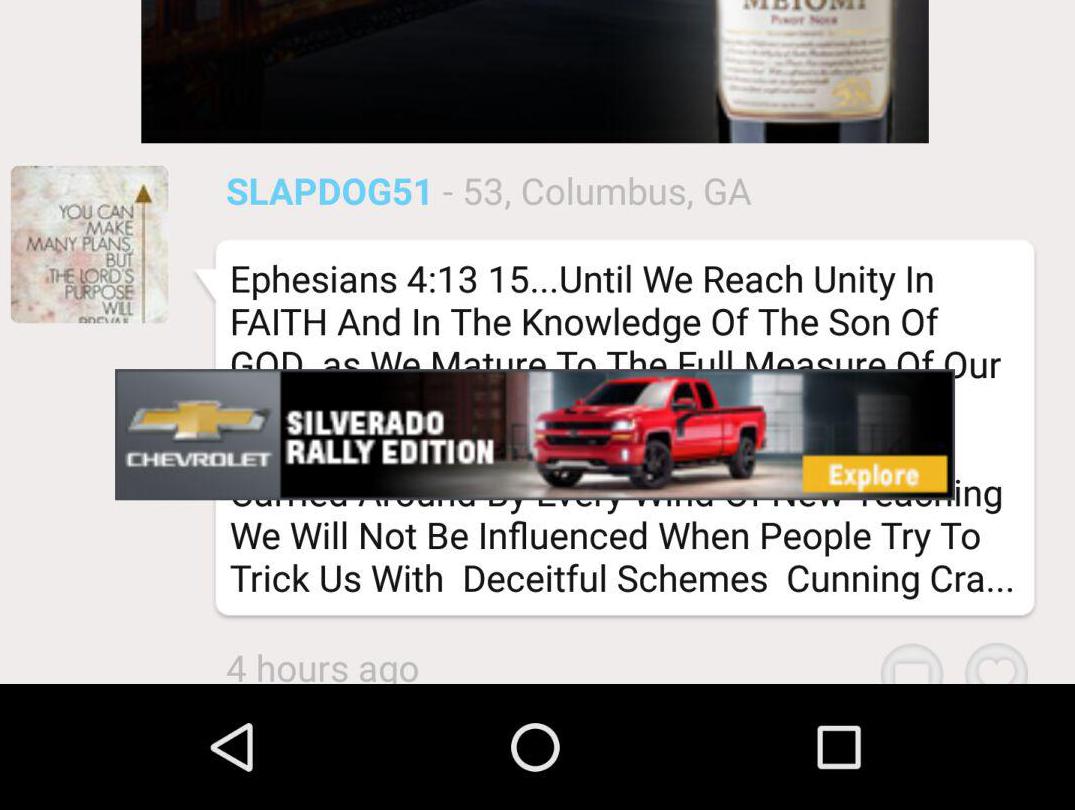 MEIOMI
PINOT NOIR
YOU CAN
MAKE
MANY PLANS,
BUT
THE LORD'S
PURPOSE
WILL
PREVAIL
SLAPDOG51 - 53, Columbus, GA
Ephesians 4:13 15...Until We Reach Unity In
FAITH And In The Knowledge Of The Son Of
GOD as We Mature To The Full Measure Of Our
CHEVROLET
SILVERADO
RALLY EDITION
Explore
Carried Around By Every Wind Of New Teaching
We Will Not Be Influenced When People Try To
Trick Us With  Deceitful Schemes  Cunning Cra...
4 hours ago